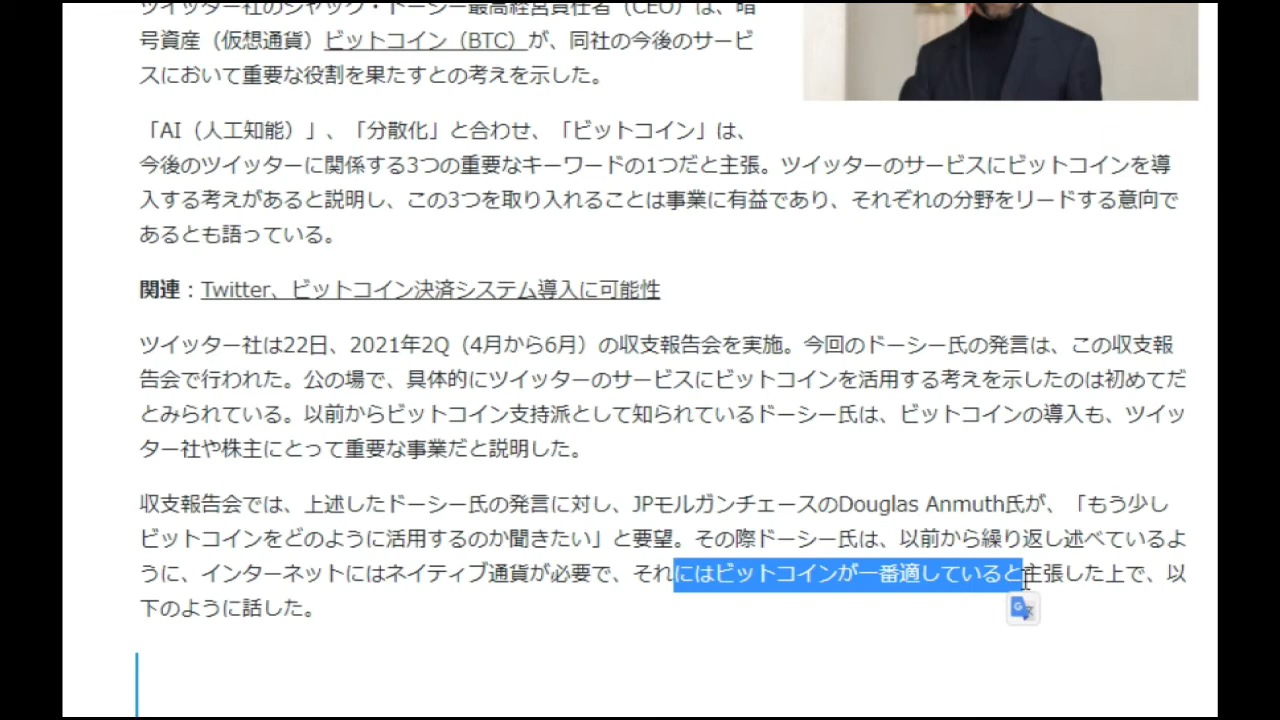 ツイッター社のジャック・ドーシー最高経営責任者（CEO）は、暗
号資産（仮想通貨）ビットコイン（BTC）が、同社の今後のサービ
スにおいて重要な役割を果たすとの考えを示した。
「AI（人工知能）」、「分散化」と合わせ、「ビットコイン」は、
今後のツイッターに関係する3つの重要なキーワードの1つだと主張。ツイッターのサービスにビットコインを導
入する考えがあると説明し、この3つを取り入れることは事業に有益であり、それぞれの分野をリードする意向で
あるとも語っている。
関連：Twitter、ビットコイン決済システム導入に可能性
ツイッター社は22日、2021年2Q（4月から6月）の収支報告会を実施。今回のドーシー氏の発言は、この収支報
告会で行われた。公の場で、具体的にツイッターのサービスにビットコインを活用する考えを示したのは初めてだ
とみられている。以前からビットコイン支持派として知られているドーシー氏は、ビットコインの導入も、ツイッ
ター社や株主にとって重要な事業だと説明した。
収支報告会では、上述したドーシー氏の発言に対し、JPモルガンチェースのDouglas Anmuth氏が、「もう少し
ビットコインをどのように活用するのか聞きたい」と要望。その際ドーシー氏は、以前から繰り返し述べているよ
うに、インターネットにはネイティブ通貨が必要で、それにはビットコインが一番適していると主張した上で、以
下のように話した。